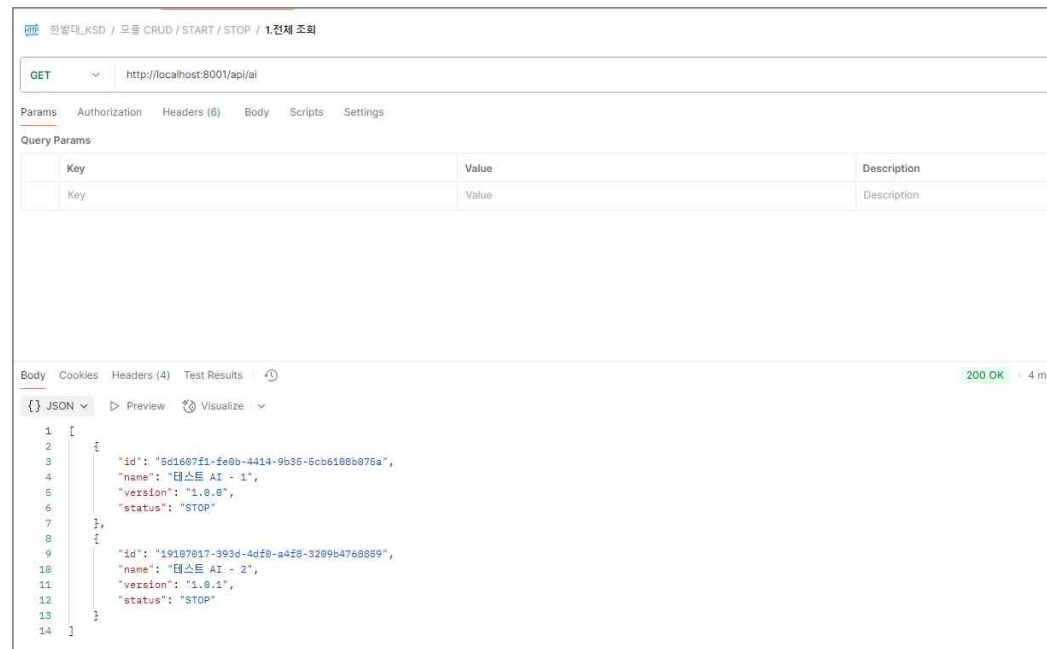 HTTP 한밭대_KSD / 모듈 CRUD / START / STOP / 1.전체 조회
GET http://localhost:8001/api/ai
Params Authorization Headers (6) Body Scripts Settings
Query Params
Key Value Description
Key Value Description
Body Cookies Headers (4) Test Results 200 OK 4 m
{} JSON Preview Visualize
1 [
2 {
3 "id": "5d1607f1-fe0b-4414-9b35-5cb6108b075a",
4 "name": "테스트 AI - 1",
5 "version": "1.0.0",
6 "status": "STOP"
7 },
8 {
9 "id": "19107017-393d-4df0-a4f8-3209b4768859",
10 "name": "테스트 AI - 2",
11 "version": "1.0.1",
12 "status": "STOP"
13 }
14 ]